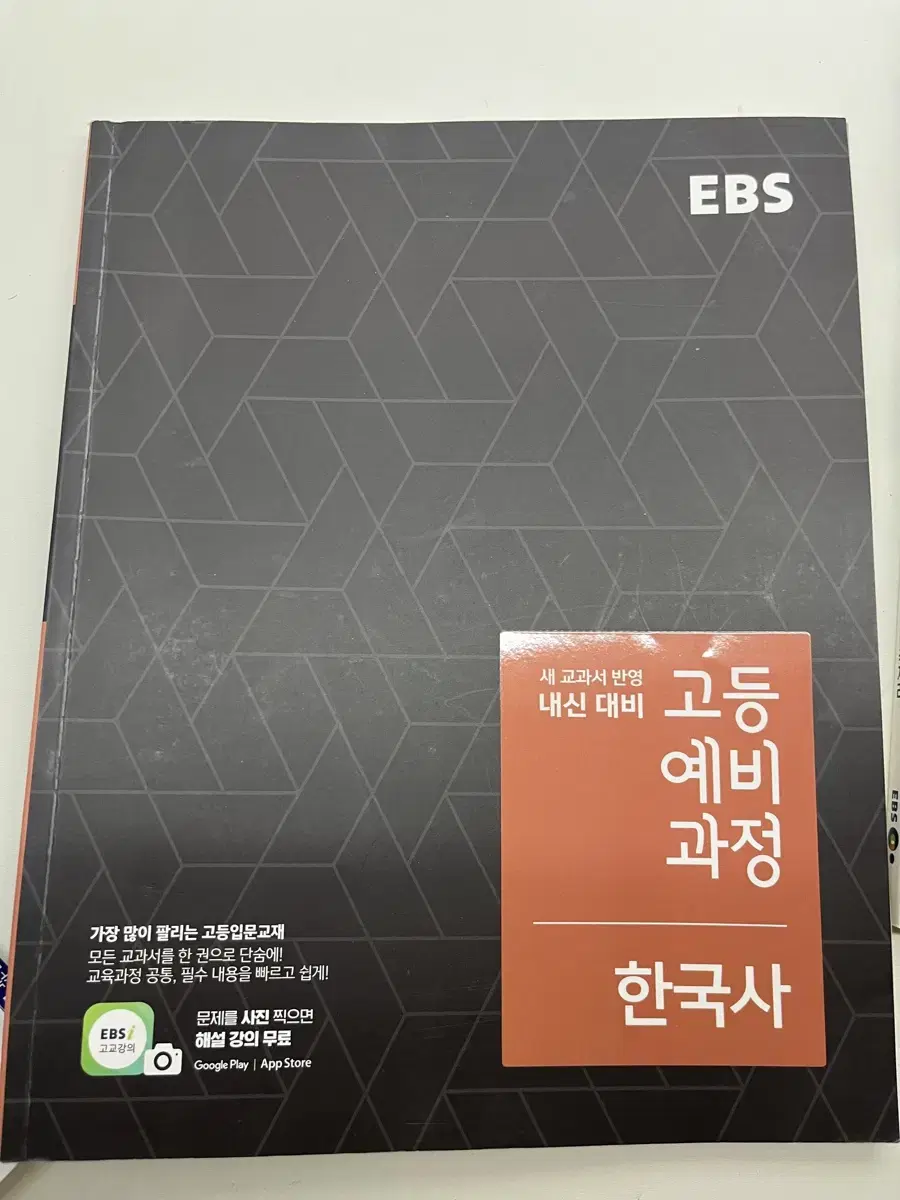 EBS
새 교과서 반영
내신 대비
고등
예비
과정
한국사
가장 많이 팔리는 고등입문교재
모든 교과서를 한 권으로 단숨에!
교육과정 공통, 필수 내용을 빠르고 쉽게!
EBSi
고교강의
문제를 사진 찍으면
해설 강의 무료
Google Play | App Store
EBS